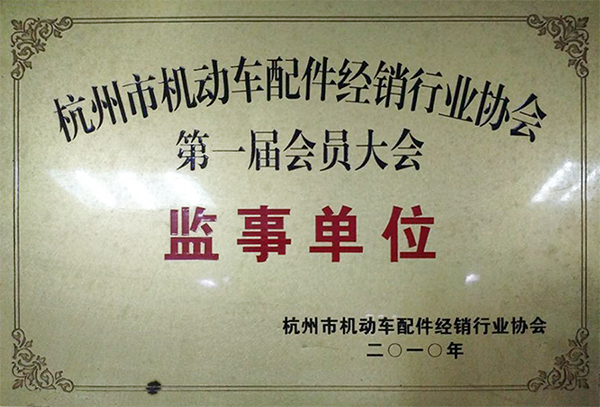 杭州市机动车配件经销行业协会
第一届会员大会
监事单位
杭州市机动车配件经销行业协会
二〇一〇年